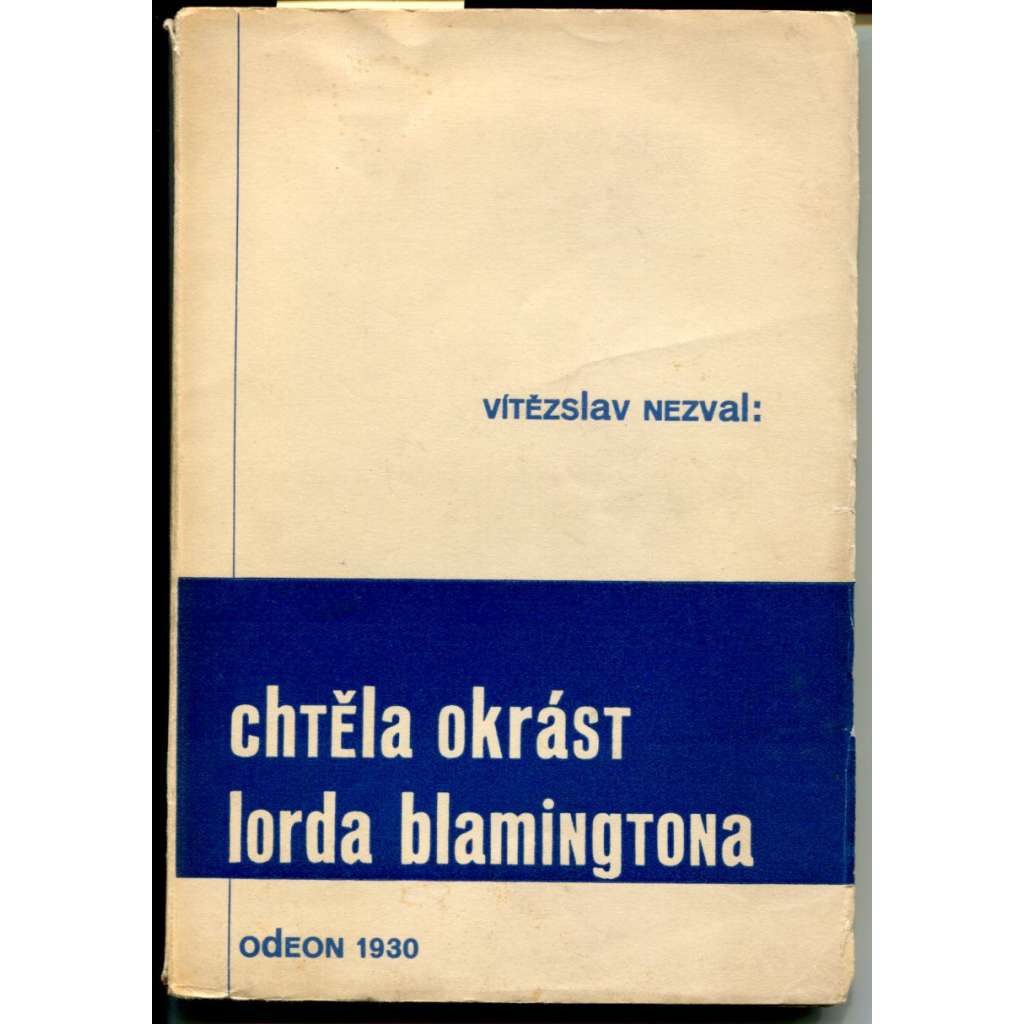 vítězslav nezval:
chtěla okrást
lorda blamingtona
odeon 1930